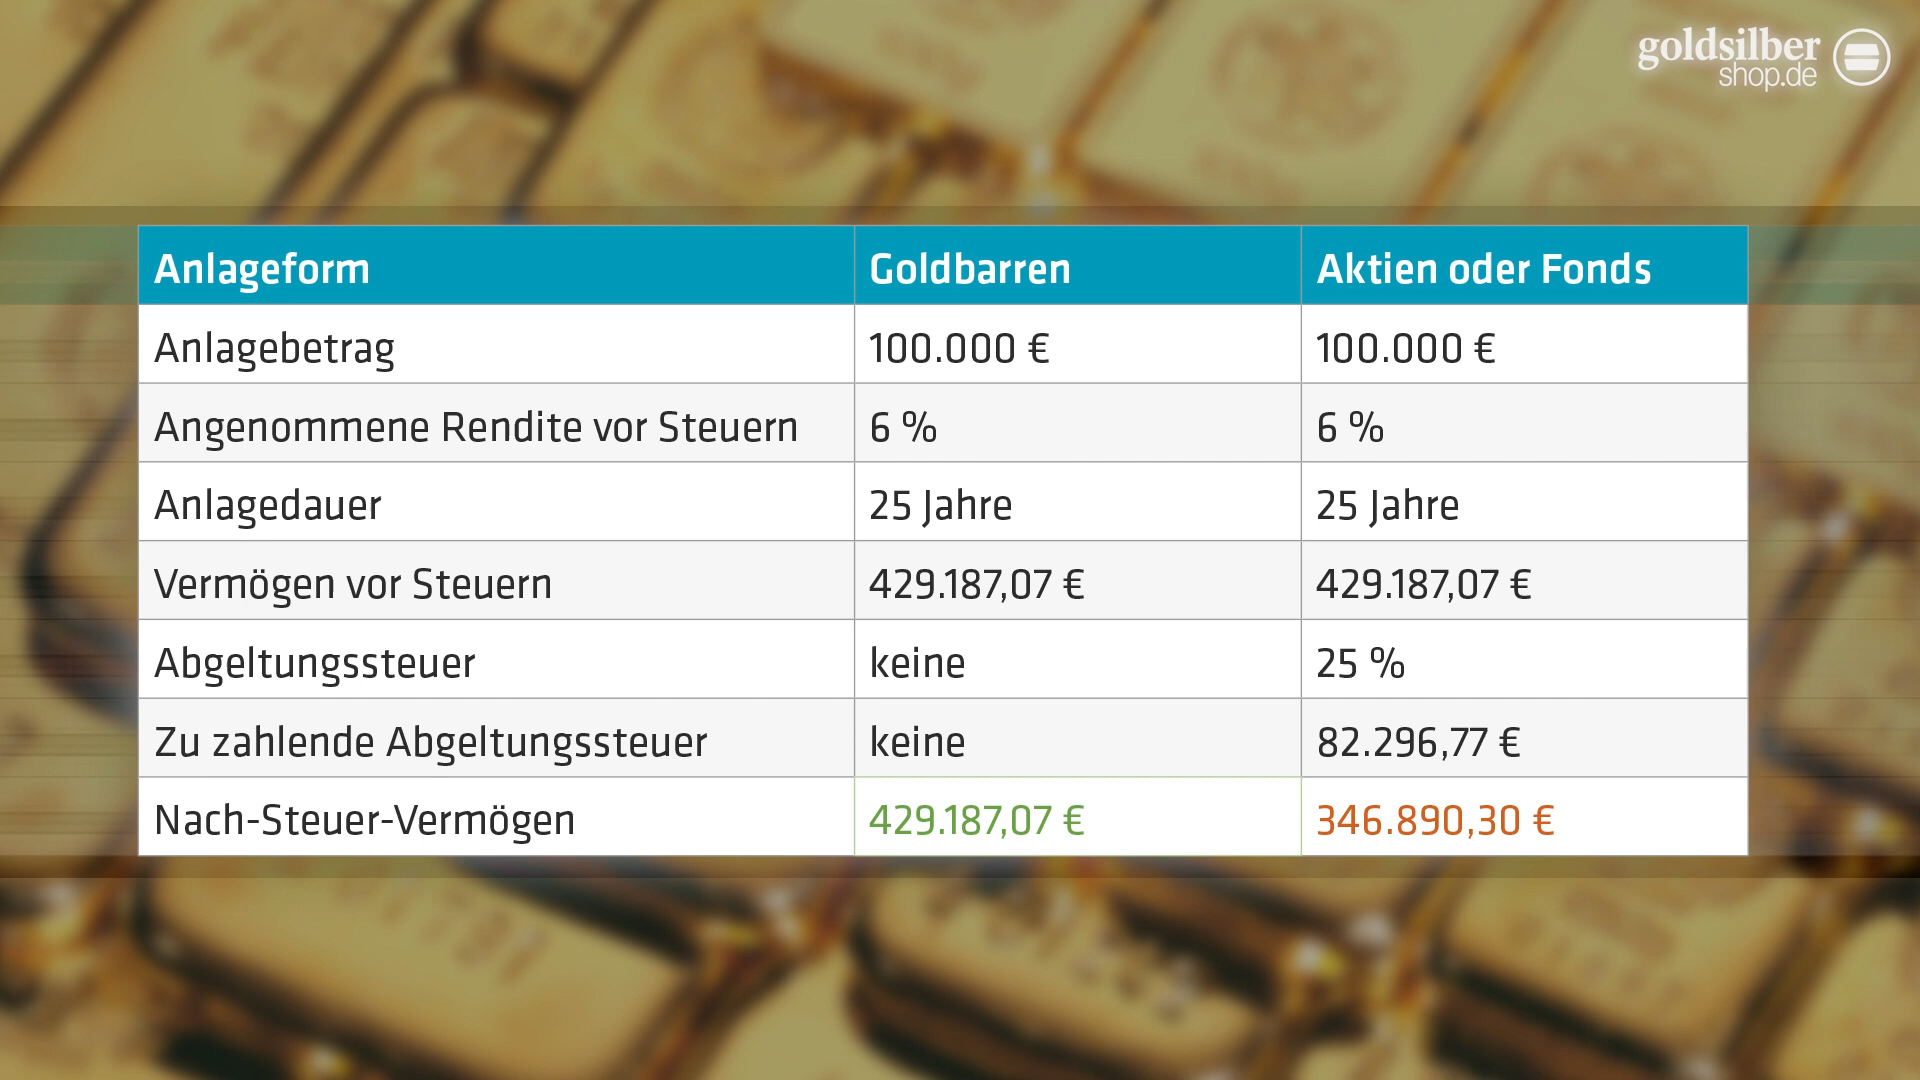 goldsilber
shop.de
Anlageform Goldbarren Aktien oder Fonds
Anlagebetrag 100.000 € 100.000 €
Angenommene Rendite vor Steuern 6 % 6 %
Anlagedauer 25 Jahre 25 Jahre
Vermögen vor Steuern 429.187,07 € 429.187,07 €
Abgeltungssteuer keine 25 %
Zu zahlende Abgeltungssteuer keine 82.296,77 €
Nach-Steuer-Vermögen 429.187,07 € 346.890,30 €